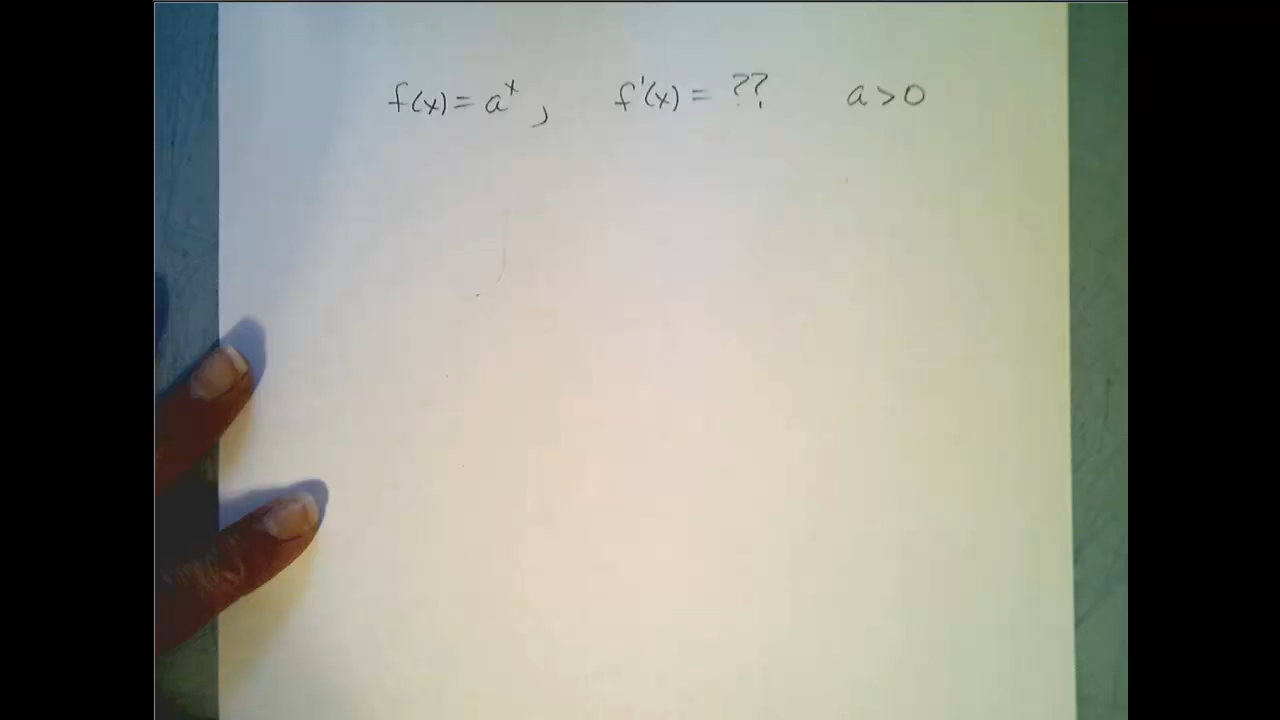 f(x) = a^x, f'(x) = ?? a > 0